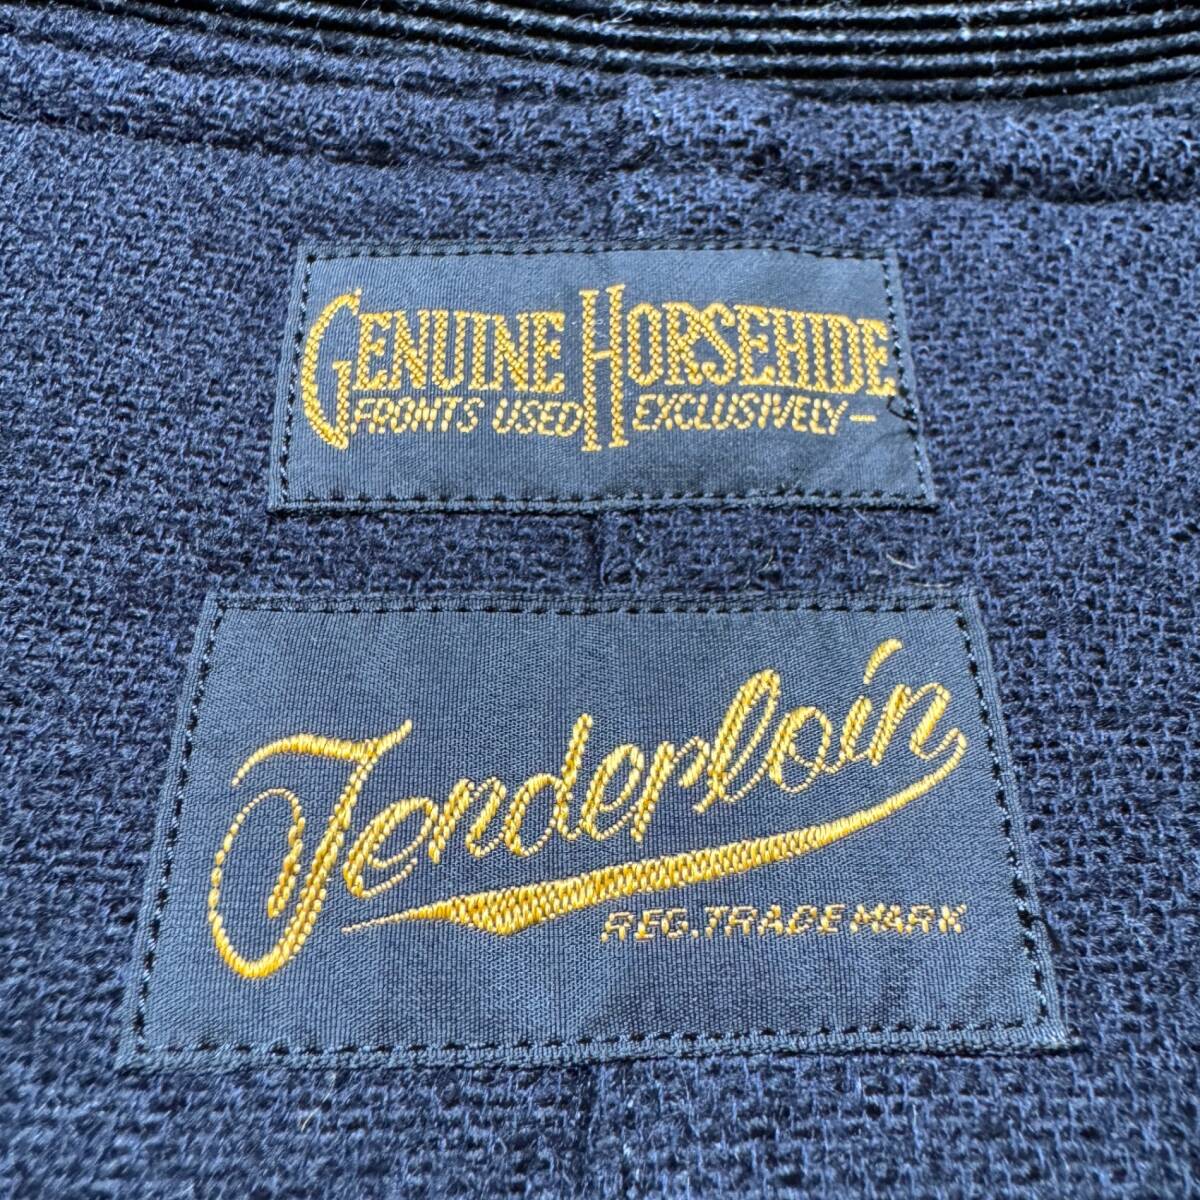 GENUINE HORSEHIDE
FRONTS USED EXCLUSIVELY-
Tenderloin
REG. TRADE MARK